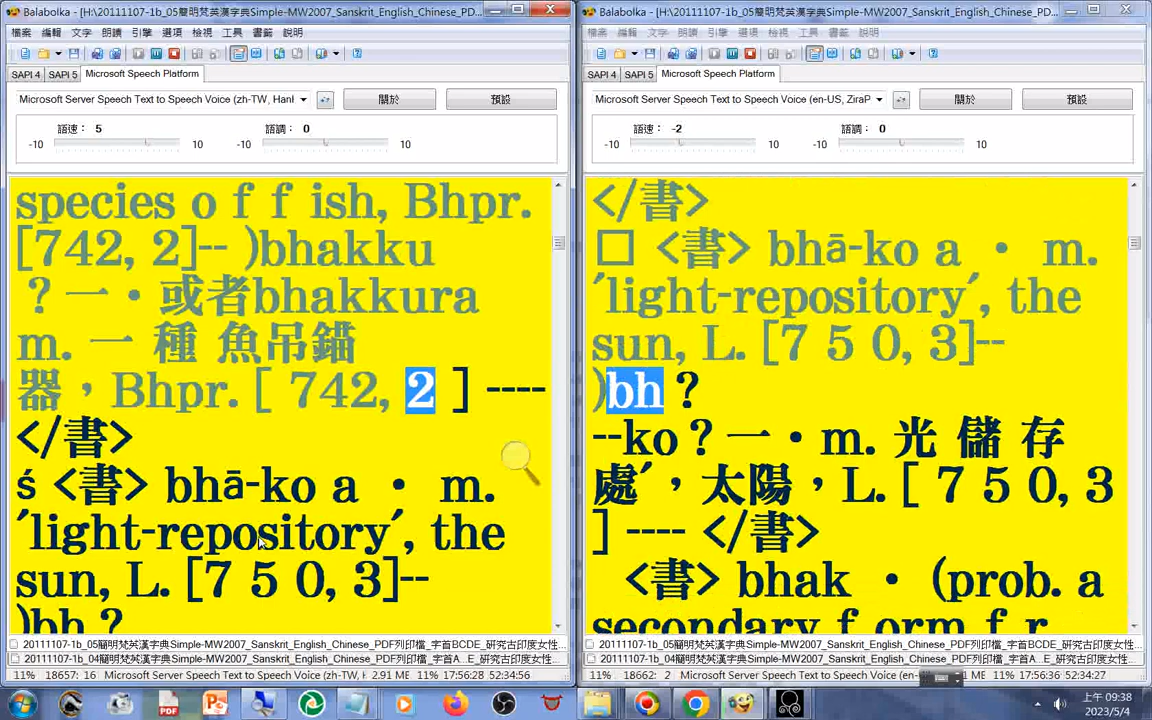 Balabolka - [H:\20111107-1b_05簡明梵英漢字典Simple-MW2007_Sanskrit_English_Chinese_PD...
檔案 編輯 文字 朗讀 引擎 選項 檢視 工具 書籤 說明
SAPI 4 SAPI 5 Microsoft Speech Platform
Microsoft Server Speech Text to Speech Voice (zh-TW, Hanl 關於 預設
語速： 5 語調： 0
-10 10 -10 10
species o f f ish, Bhpr.
[742, 2]-- )bhakku
？一・或者bhakkura
m. 一 種 魚吊錨
器，Bhpr. [ 742, 2 ] ----
</書>
ś <書> bhā-ko a ・ m.
′light-repository′, the
sun, L. [7 5 0, 3]--
)bh ?
20111107-1b_05簡明梵英漢字典Simple-MW2007_Sanskrit_English_Chinese_PDF列印檔_字首BCDE_研究古印度女性...
20111107-1b_04簡明梵英漢字典Simple-MW2007_Sanskrit_English_Chinese_PDF列印檔_字首A...E_研究古印度女性...
11% 18657: 16 Microsoft Server Speech Text to Speech Voice (zh-TW, 2.91 ME 11% 17:56:28 52:34:56
Balabolka - [H:\20111107-1b_05簡明梵英漢字典Simple-MW2007_Sanskrit_English_Chinese_PD...
檔案 編輯 文字 朗讀 引擎 選項 檢視 工具 書籤 說明
SAPI 4 SAPI 5 Microsoft Speech Platform
Microsoft Server Speech Text to Speech Voice (en-US, ZiraP 關於 預設
語速： -2 語調： 0
-10 10 -10 10
</書>
□ <書> bhā-ko a ・ m.
′light-repository′, the
sun, L. [7 5 0, 3]--
)bh ?
--ko？一・m. 光 儲 存
處′，太陽，L. [ 7 5 0, 3
] ---- </書>
<書> bhak ・ (prob. a
secondary f orm f r
20111107-1b_05簡明梵英漢字典Simple-MW2007_Sanskrit_English_Chinese_PDF列印檔_字首BCDE_研究古印度女性...
20111107-1b_04簡明梵英漢字典Simple-MW2007_Sanskrit_English_Chinese_PDF列印檔_字首A...E_研究古印度女性...
11% 18662: 2 Microsoft Server Speech Text to Speech Voice (en-US, ME 11% 17:56:36 52:34:27
PDF
上午 09:38
2023/5/4